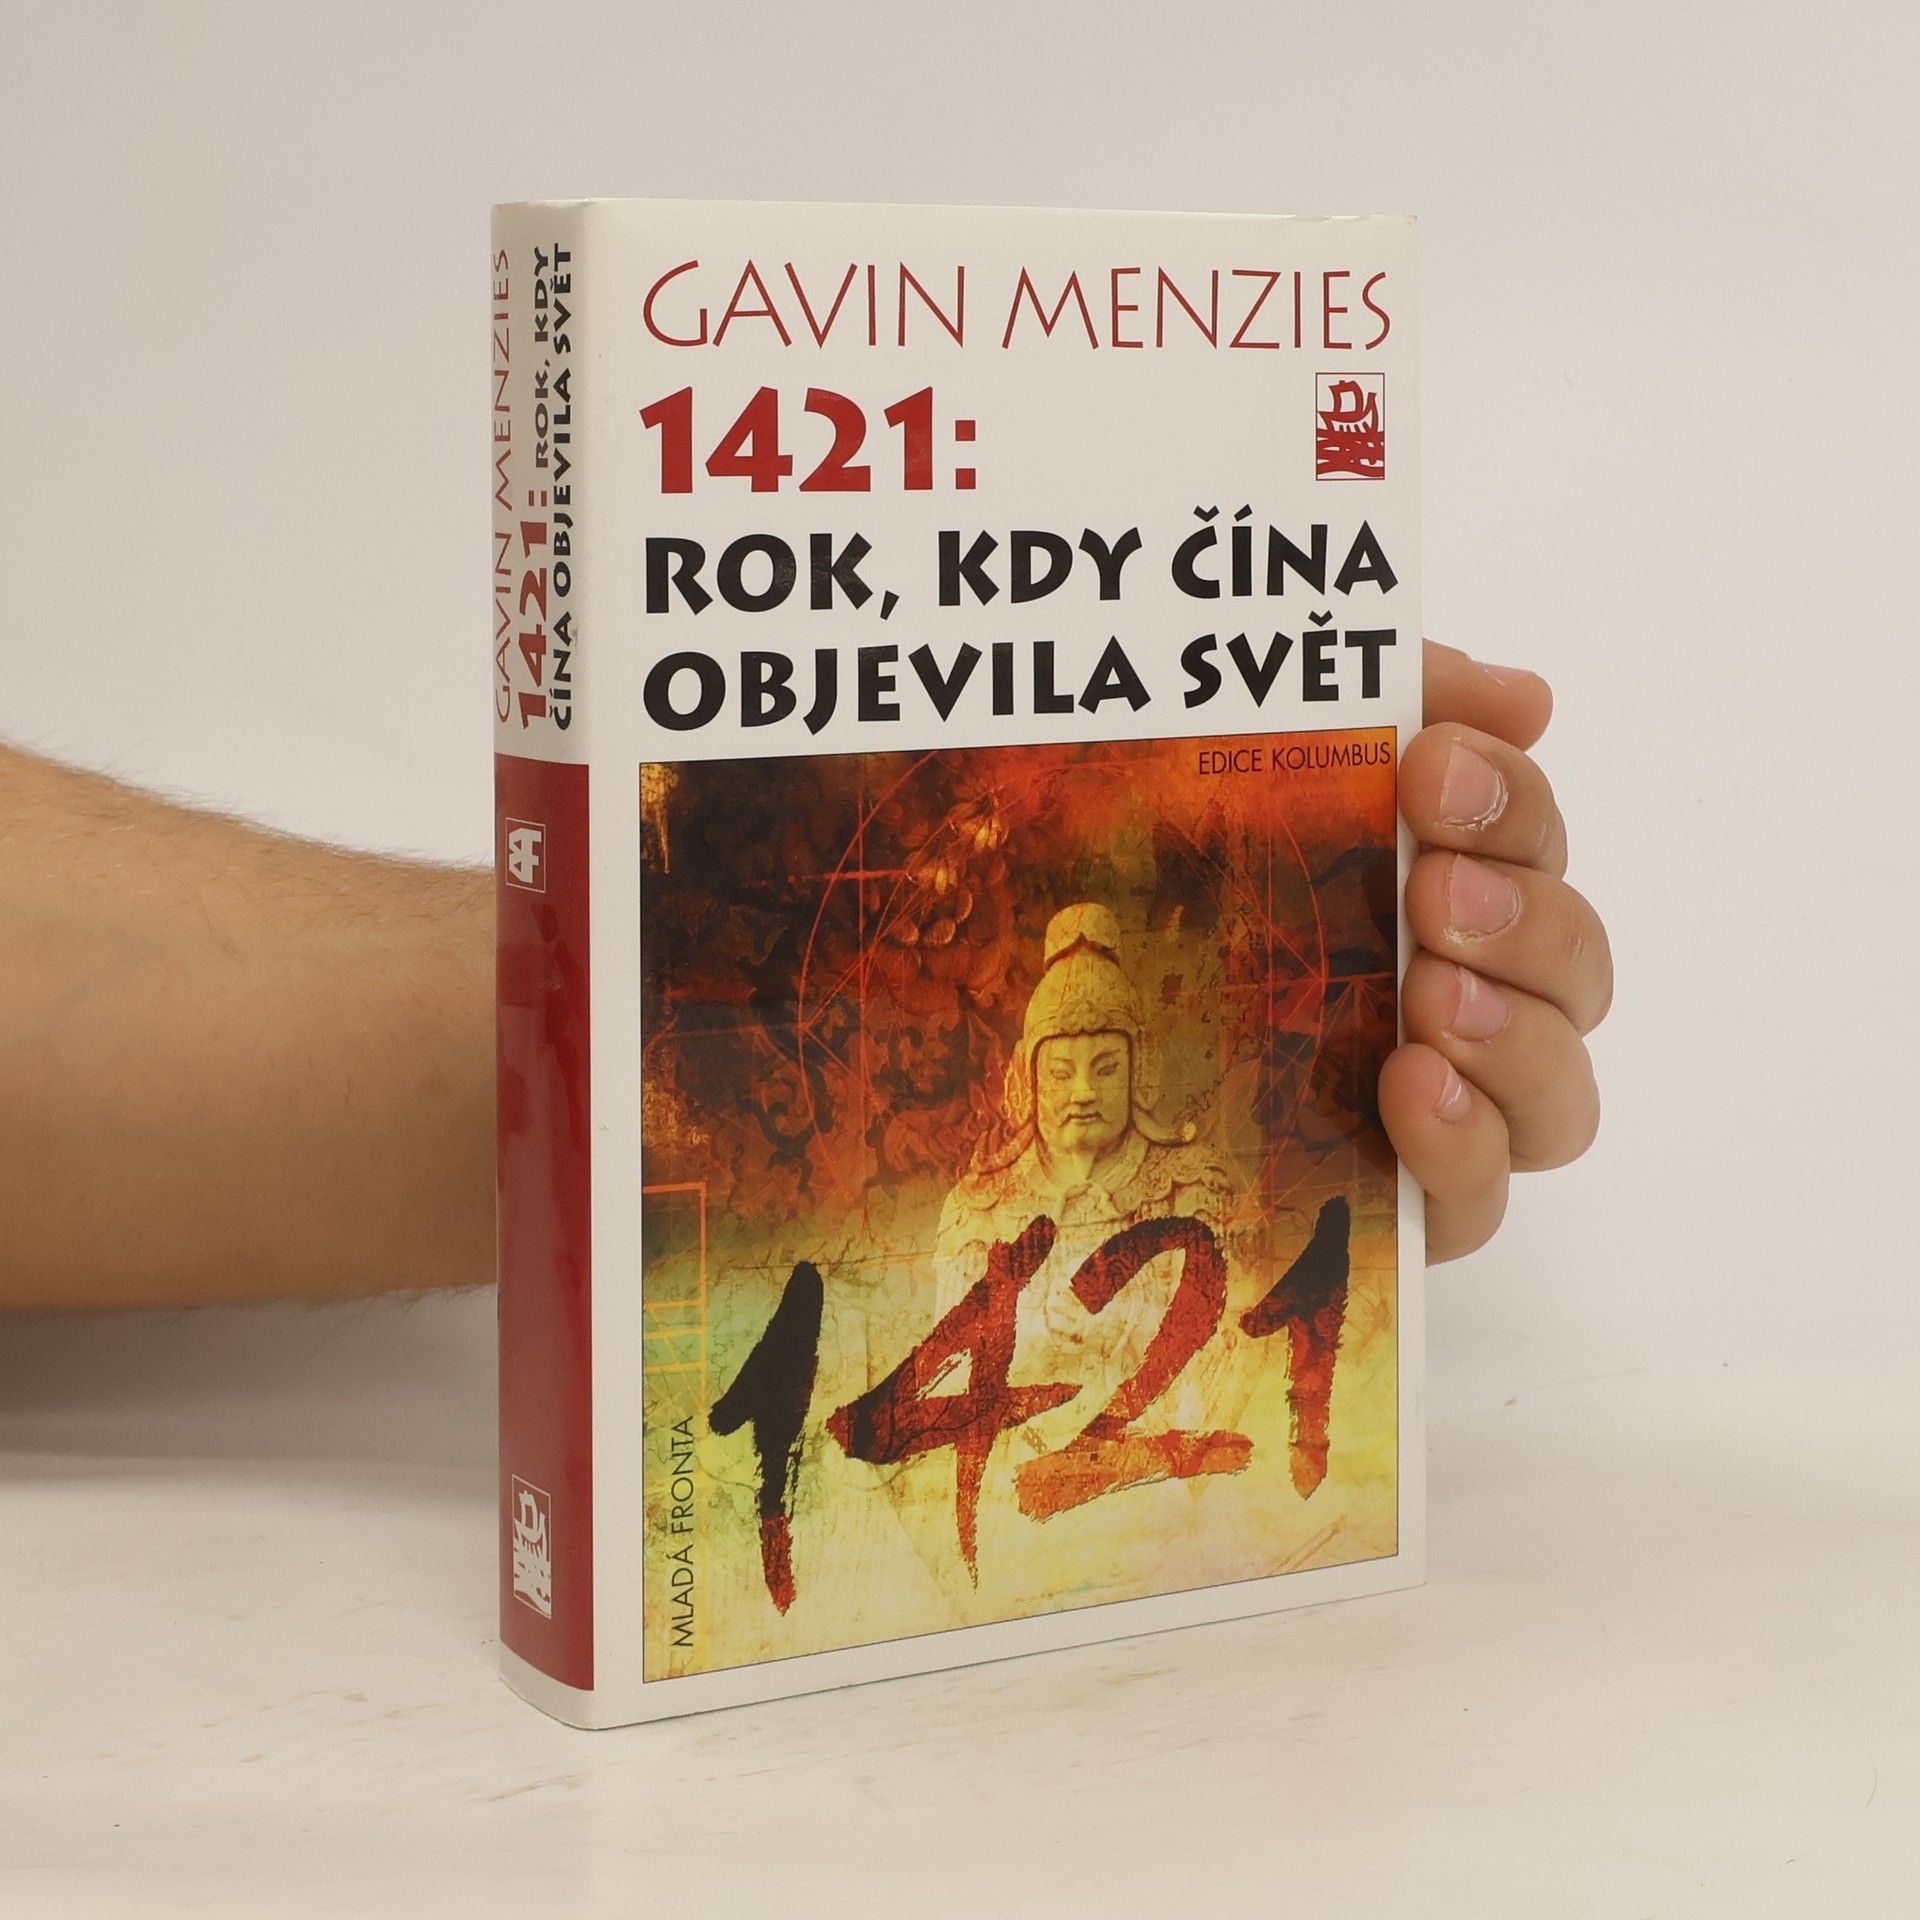 GAVIN MENZIES
1421: ROK, KDY
ČÍNA OBJEVILA SVĚT
GAVIN MENZIES
1421:
ROK, KDY ČÍNA
OBJEVILA SVĚT
EDICE KOLUMBUS
1421
MLADÁ FRONTA